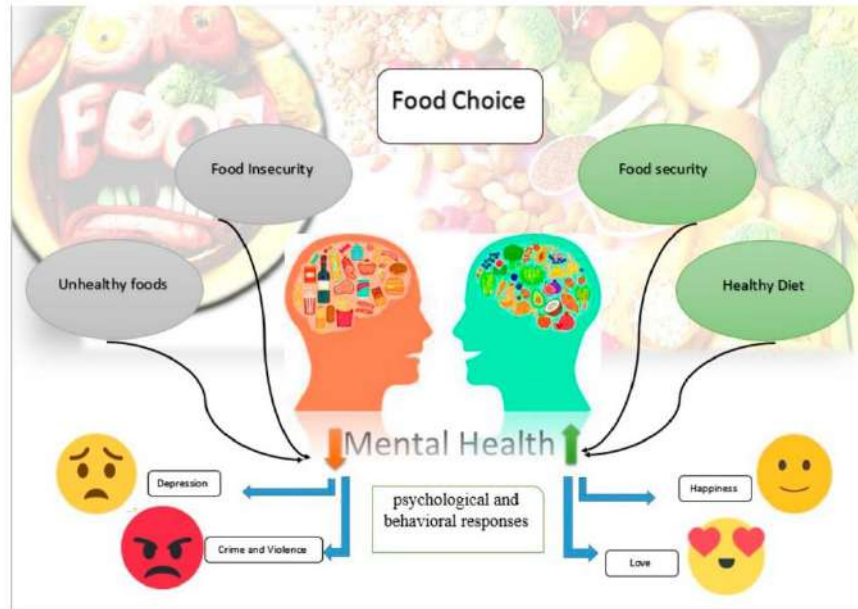 Food Choice
Food Insecurity
Food security
Unhealthy foods
Healthy Diet
Mental Health
Depression
psychological and
behavioral responses
Happiness
Crime and Violence
Love